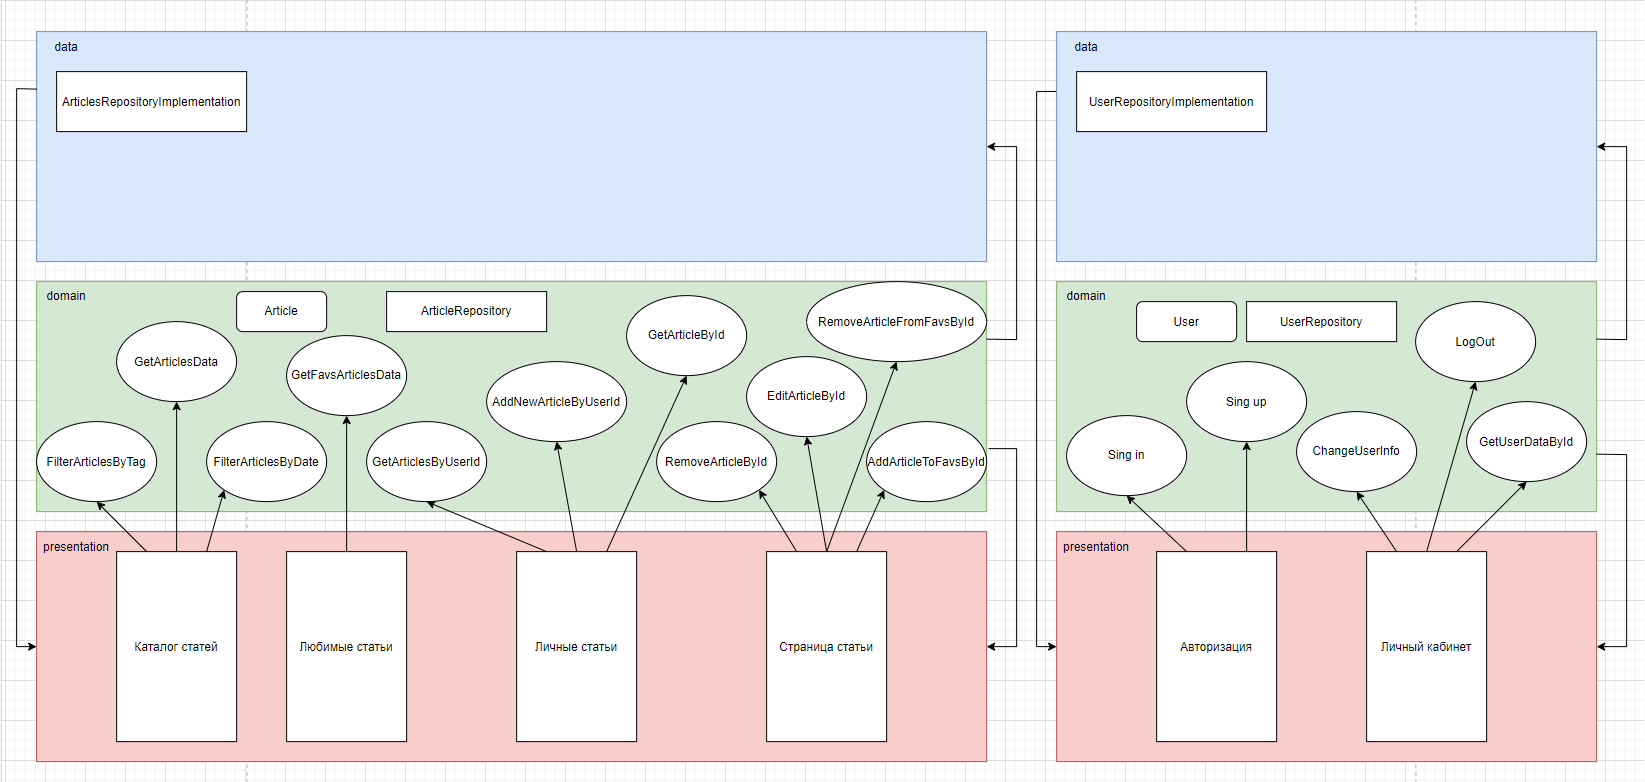 data
ArticlesRepositoryImplementation
domain
Article
ArticleRepository
GetArticleById
RemoveArticleFromFavsById
GetArticlesData
GetFavsArticlesData
AddNewArticleByUserId
EditArticleById
FilterArticlesByTag
FilterArticlesByDate
GetArticlesByUserId
RemoveArticleById
AddArticleToFavsById
presentation
Каталог статей
Любимые статьи
Личные статьи
Страница статьи
data
UserRepositoryImplementation
domain
User
UserRepository
LogOut
Sing up
Sing in
ChangeUserInfo
GetUserDataById
presentation
Авторизация
Личный кабинет